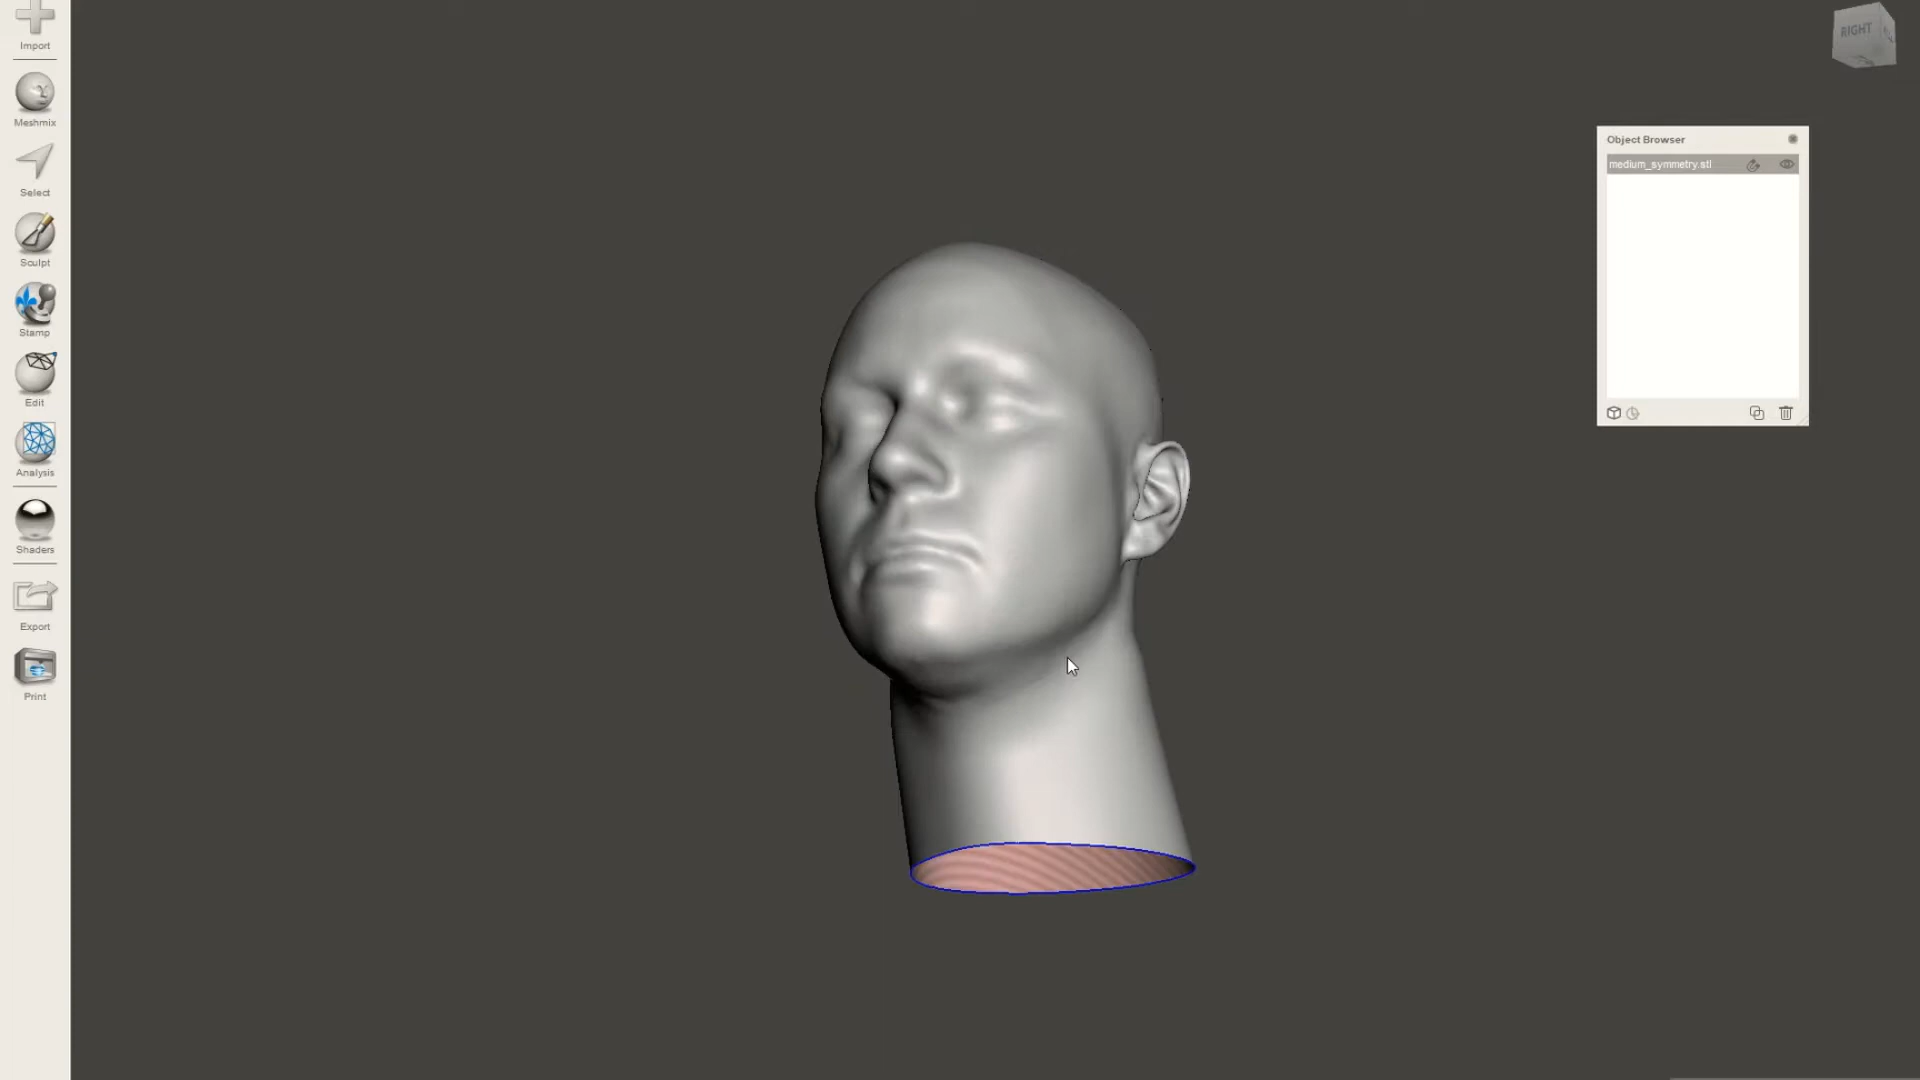 Import
Meshmix
Select
Sculpt
Stamp
Edit
Analysis
Shaders
Export
Print
RIGHT
Object Browser
medium_symmetry.stl